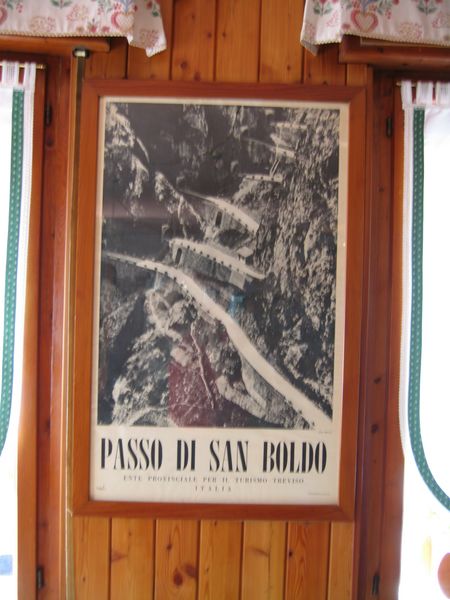 PASSO DI SAN BOLDO
ENTE PROVINCIALE PER IL TURISMO TREVISO
ITALIA